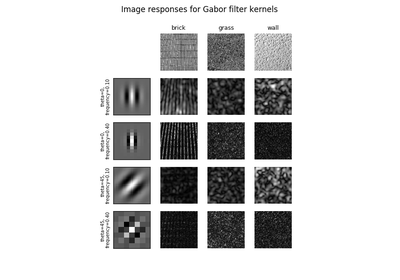 Image responses for Gabor filter kernels
brick
grass
wall
theta=0,
frequency=0.10
theta=0,
frequency=0.40
theta=45,
frequency=0.10
theta=45,
frequency=0.40